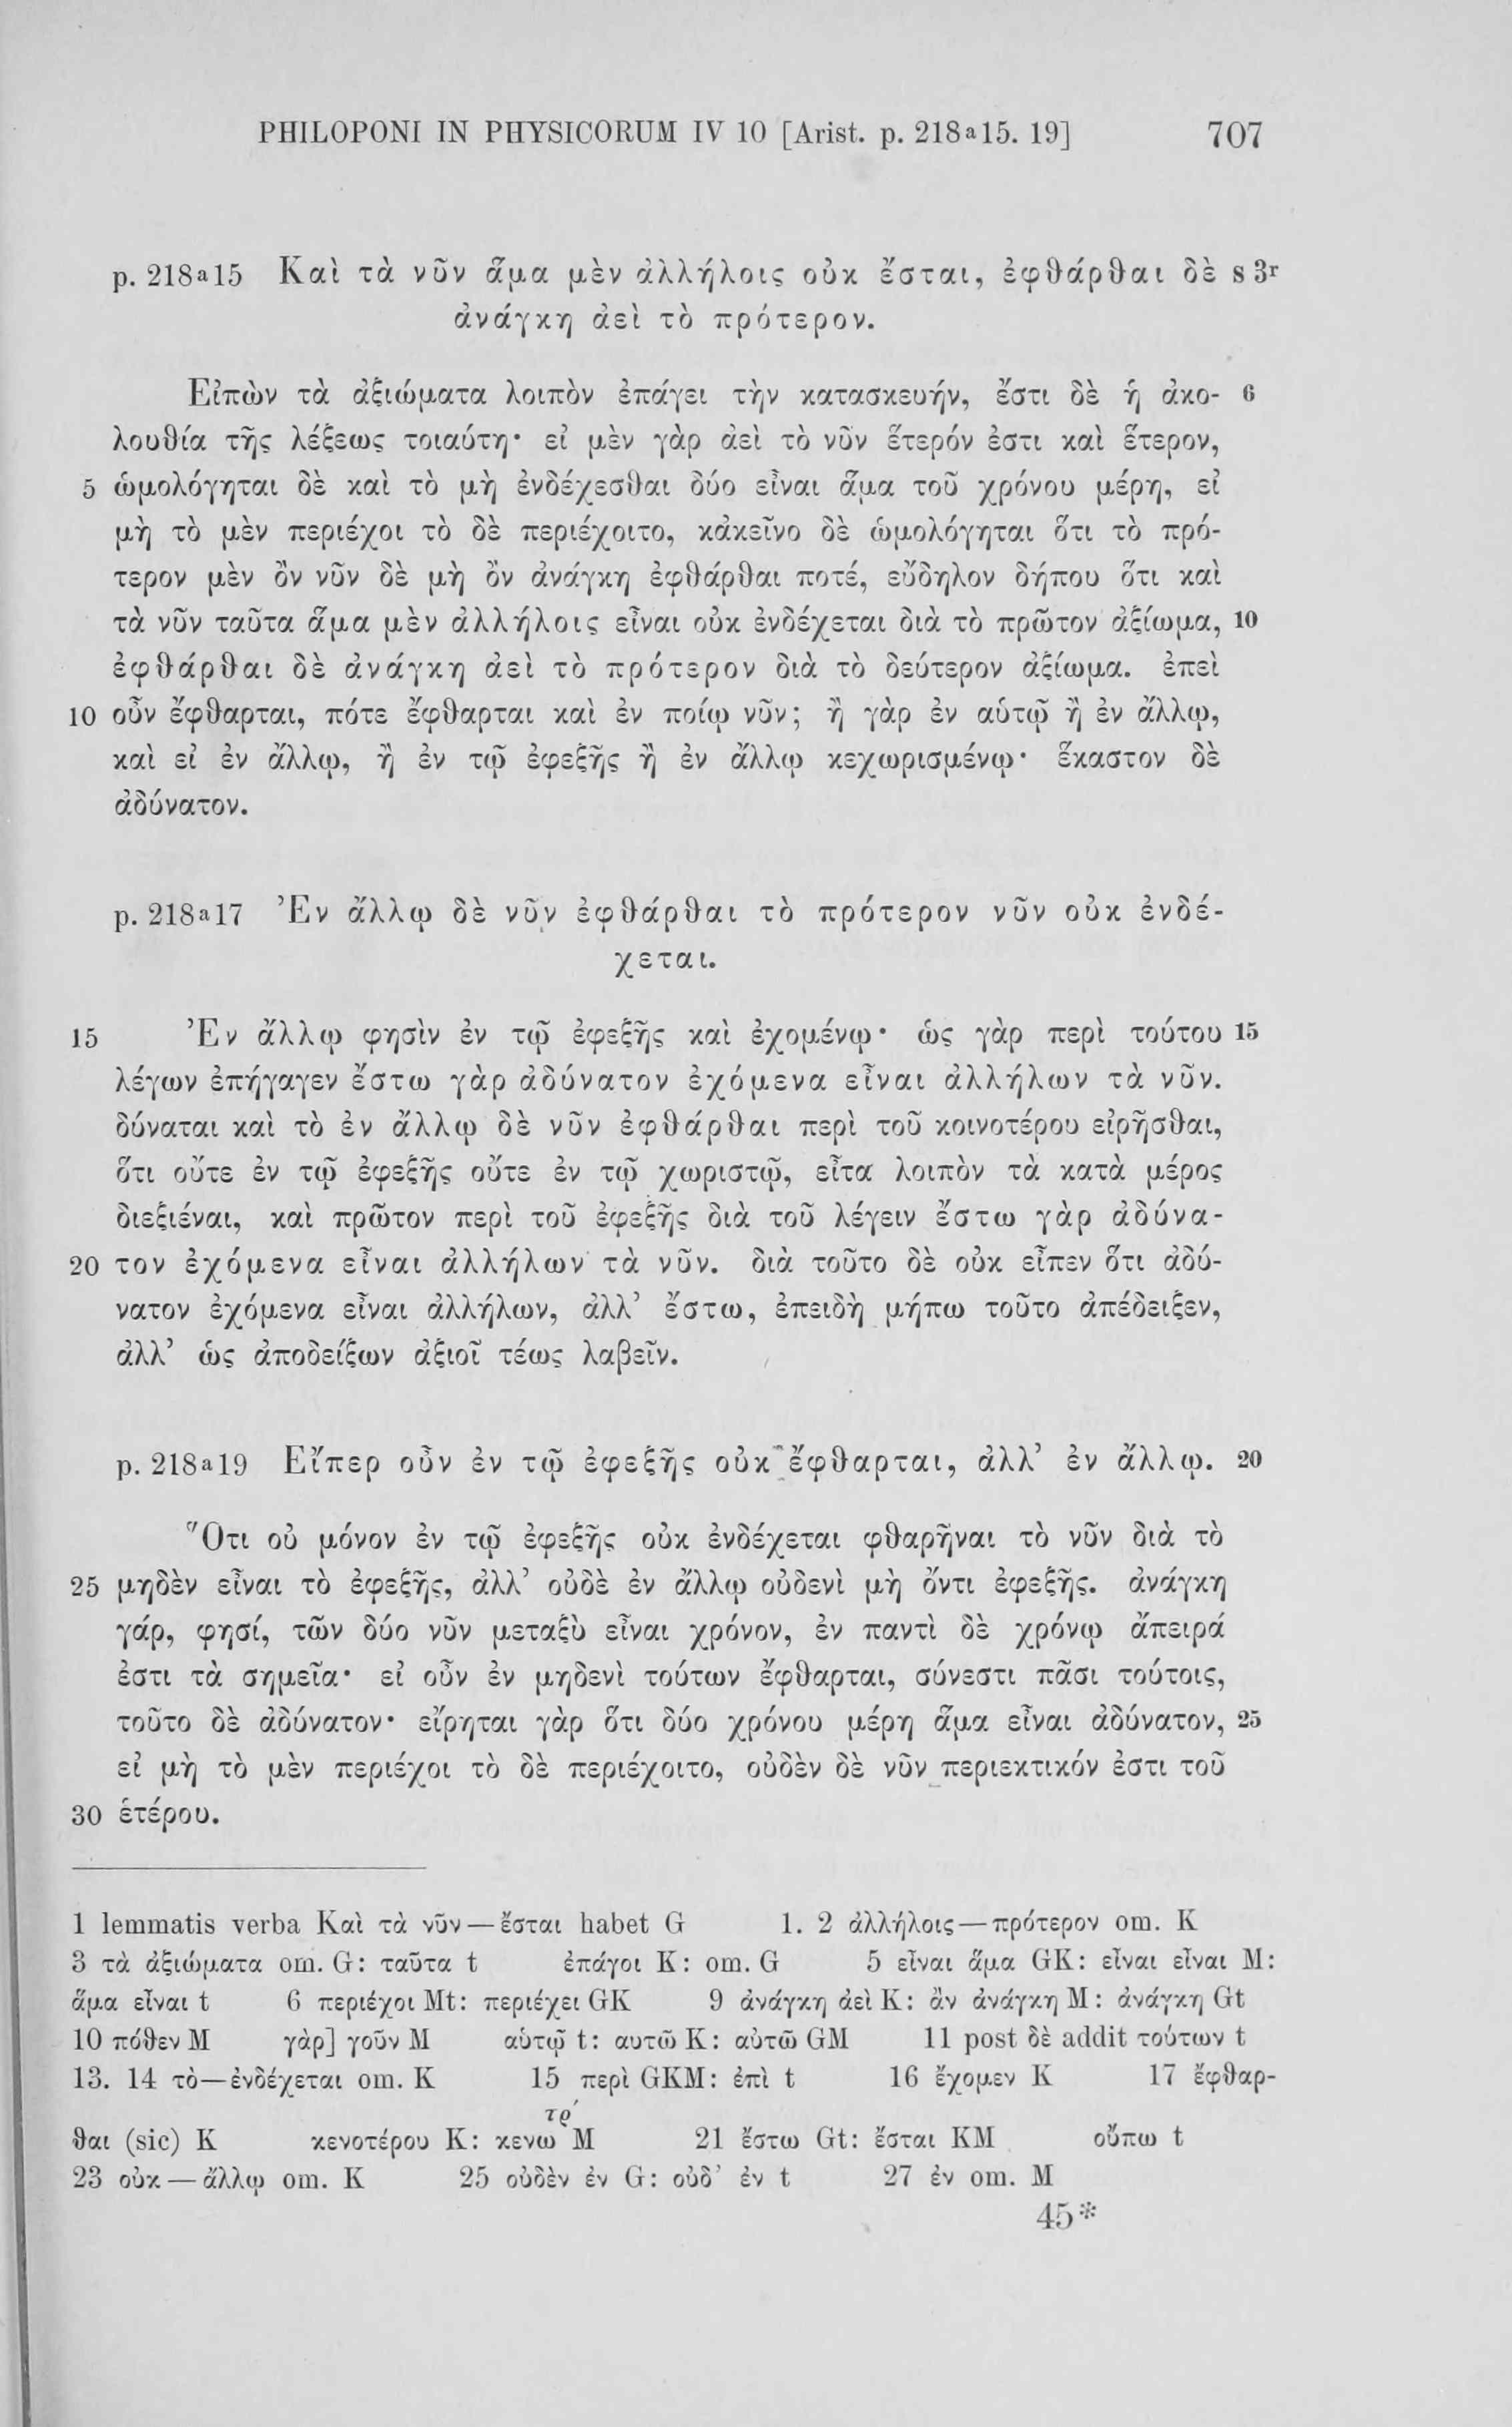 PHILOPONI IN PHYSICORUM IV 10 [Arist. p. 218ᵃ15. 19] 707
p. 218ᵃ15 Καὶ τὰ νῦν ἅμα μὲν ἀλλήλοις οὐκ ἔσται, ἐφθάρθαι δὲ s 3ʳ
ἀνάγκη ἀεὶ τὸ πρότερον.
Εἰπὼν τὰ ἀξιώματα λοιπὸν ἐπάγει τὴν κατασκευήν, ἔστι δὲ ἡ ἀκο- 6
λουθία τῆς λέξεως τοιαύτη· εἰ μὲν γὰρ ἀεὶ τὸ νῦν ἕτερόν ἐστι καὶ ἕτερον,
5 ὡμολόγηται δὲ καὶ τὸ μὴ ἐνδέχεσθαι δύο εἶναι ἅμα τοῦ χρόνου μέρη, εἰ
μὴ τὸ μὲν περιέχοι τὸ δὲ περιέχοιτο, κἀκεῖνο δὲ ὡμολόγηται ὅτι τὸ πρό-
τερον μὲν ὂν νῦν δὲ μὴ ὂν ἀνάγκη ἐφθάρθαι ποτέ, εὔδηλον δήπου ὅτι καὶ
τὰ νῦν ταῦτα ἅμα μὲν ἀλλήλοις εἶναι οὐκ ἐνδέχεται διὰ τὸ πρῶτον ἀξίωμα, 10
ἐφθάρθαι δὲ ἀνάγκη ἀεὶ τὸ πρότερον διὰ τὸ δεύτερον ἀξίωμα. ἐπεὶ
10 οὖν ἔφθαρται, πότε ἔφθαρται καὶ ἐν ποίῳ νῦν; ἢ γὰρ ἐν αὑτῷ ἢ ἐν ἄλλῳ,
καὶ εἰ ἐν ἄλλῳ, ἢ ἐν τῷ ἐφεξῆς ἢ ἐν ἄλλῳ κεχωρισμένῳ· ἕκαστον δὲ
ἀδύνατον.
p. 218ᵃ17 Ἐν ἄλλῳ δὲ νῦν ἐφθάρθαι τὸ πρότερον νῦν οὐκ ἐνδέ-
χεται.
15 Ἐν ἄλλῳ φησὶν ἐν τῷ ἐφεξῆς καὶ ἐχομένῳ· ὡς γὰρ περὶ τούτου 15
λέγων ἐπήγαγεν ἔστω γὰρ ἀδύνατον ἐχόμενα εἶναι ἀλλήλων τὰ νῦν.
δύναται καὶ τὸ ἐν ἄλλῳ δὲ νῦν ἐφθάρθαι περὶ τοῦ κοινοτέρου εἰρῆσθαι,
ὅτι οὔτε ἐν τῷ ἐφεξῆς οὔτε ἐν τῷ χωριστῷ, εἶτα λοιπὸν τὰ κατὰ μέρος
διεξιέναι, καὶ πρῶτον περὶ τοῦ ἐφεξῆς διὰ τοῦ λέγειν ἔστω γὰρ ἀδύνα-
20 τον ἐχόμενα εἶναι ἀλλήλων τὰ νῦν. διὰ τοῦτο δὲ οὐκ εἶπεν ὅτι ἀδύ-
νατον ἐχόμενα εἶναι ἀλλήλων, ἀλλ’ ἔστω, ἐπειδὴ μήπω τοῦτο ἀπέδειξεν,
ἀλλ’ ὡς ἀποδείξων ἀξιοῖ τέως λαβεῖν.
p. 218ᵃ19 Εἴπερ οὖν ἐν τῷ ἐφεξῆς οὐκ ἔφθαρται, ἀλλ’ ἐν ἄλλῳ. 20
Ὅτι οὐ μόνον ἐν τῷ ἐφεξῆς οὐκ ἐνδέχεται φθαρῆναι τὸ νῦν διὰ τὸ
25 μηδὲν εἶναι τὸ ἐφεξῆς, ἀλλ’ οὐδὲ ἐν ἄλλῳ οὐδενὶ μὴ ὄντι ἐφεξῆς. ἀνάγκη
γάρ, φησί, τῶν δύο νῦν μεταξὺ εἶναι χρόνον, ἐν παντὶ δὲ χρόνῳ ἄπειρά
ἐστι τὰ σημεῖα· εἰ οὖν ἐν μηδενὶ τούτων ἔφθαρται, σύνεστι πᾶσι τούτοις,
τοῦτο δὲ ἀδύνατον· εἴρηται γὰρ ὅτι δύο χρόνου μέρη ἅμα εἶναι ἀδύνατον, 25
εἰ μὴ τὸ μὲν περιέχοι τὸ δὲ περιέχοιτο, οὐδὲν δὲ νῦν περιεκτικόν ἐστι τοῦ
30 ἑτέρου.
1 lemmatis verba Καὶ τὰ νῦν — ἔσται habet G 1. 2 ἀλλήλοις — πρότερον om. K
3 τὰ ἀξιώματα om. G: ταῦτα t ἐπάγοι K: om. G 5 εἶναι ἅμα GK: εἶναι εἶναι M:
ἅμα εἶναι t 6 περιέχοι Mt: περιέχει GK 9 ἀνάγκη ἀεὶ K: ἂν ἀνάγκη M: ἀνάγκη Gt
10 πόθεν M γὰρ] γοῦν M αὑτῷ t: αυτῶ K: αὐτῶ GM 11 post δὲ addit τούτων t
13. 14 τὸ — ἐνδέχεται om. K 15 περὶ GKM: ἐπὶ t 16 ἔχομεν K 17 ἔφθαρ-
θαι (sic) K κενοτέρου K: κενωτρ́ M 21 ἔστω Gt: ἔσται KM οὔπω t
23 οὐκ — ἄλλῳ om. K 25 οὐδὲν ἐν G: οὐδ’ ἐν t 27 ἐν om. M
45*